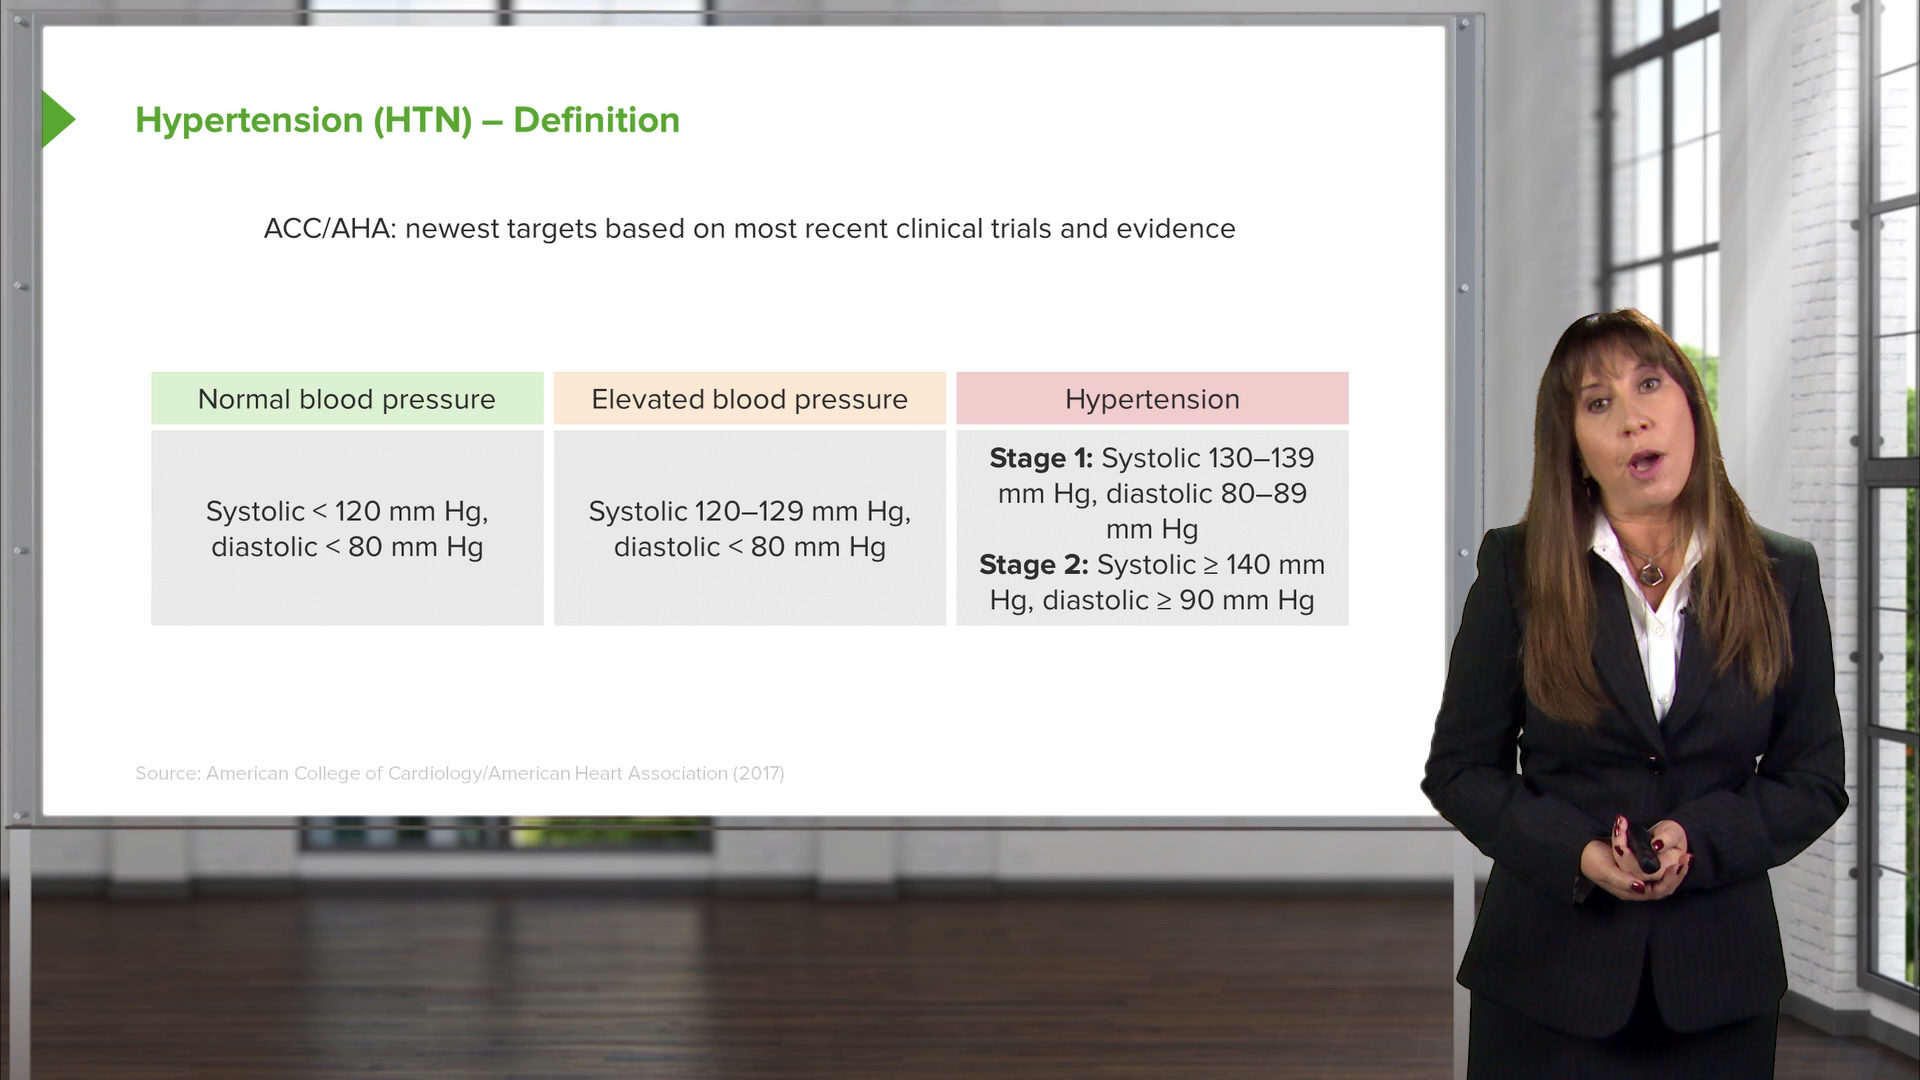 Hypertension (HTN) – Definition
ACC/AHA: newest targets based on most recent clinical trials and evidence
Normal blood pressure
Systolic < 120 mm Hg,
diastolic < 80 mm Hg
Elevated blood pressure
Systolic 120–129 mm Hg,
diastolic < 80 mm Hg
Hypertension
Stage 1: Systolic 130–139
mm Hg, diastolic 80–89
mm Hg
Stage 2: Systolic ≥ 140 mm
Hg, diastolic ≥ 90 mm Hg
Source: American College of Cardiology/American Heart Association (2017)